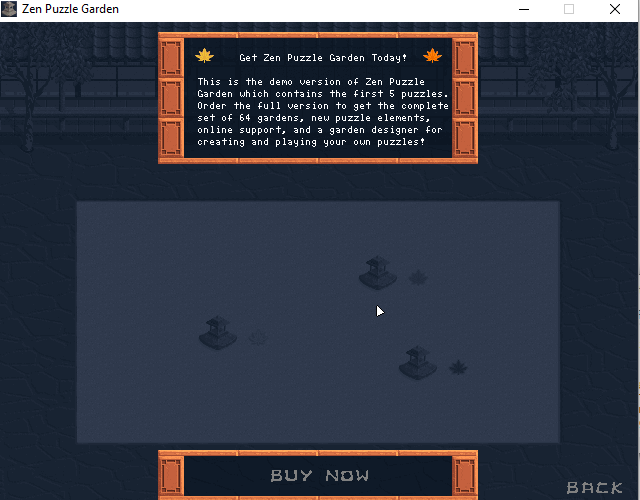 Zen Puzzle Garden
Get Zen Puzzle Garden Today!
This is the demo version of Zen Puzzle
Garden which contains the first 5 puzzles.
Order the full version to get the complete
set of 64 gardens, new puzzle elements,
online support, and a garden designer for
creating and playing your own puzzles!
BUY NOW
BACK